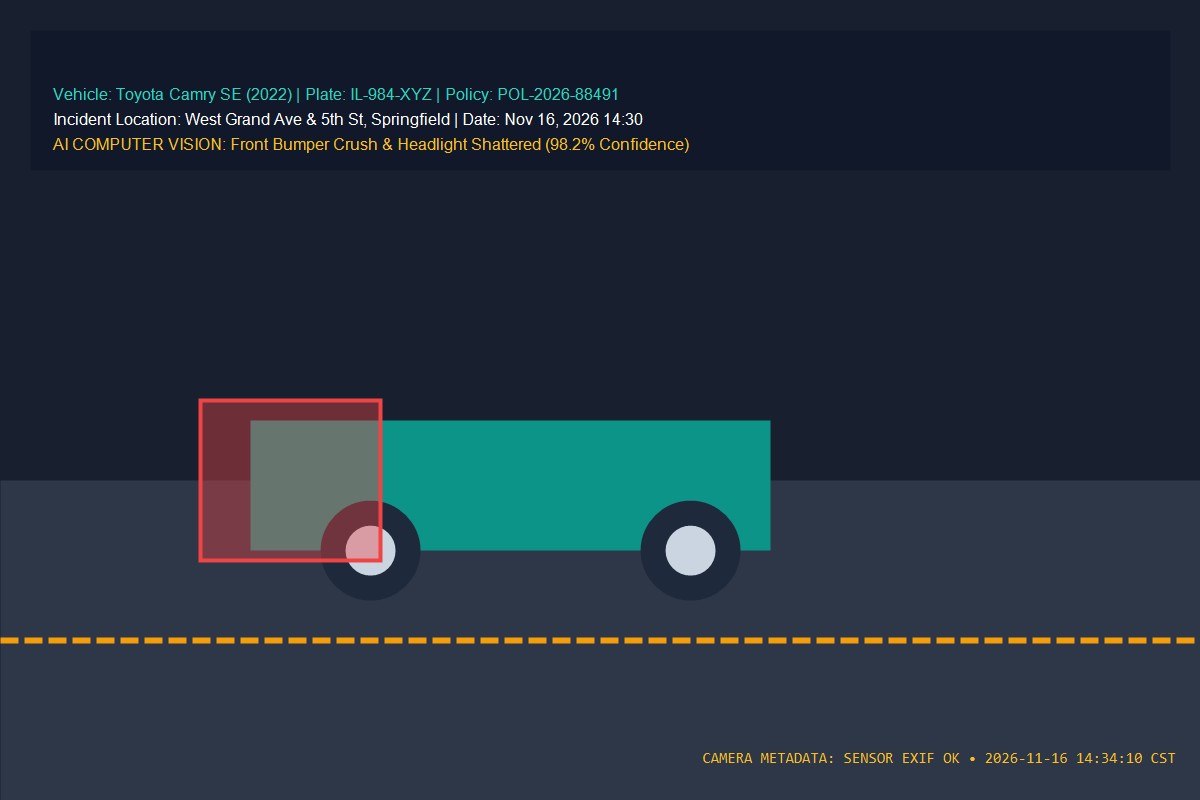 Vehicle: Toyota Camry SE (2022) | Plate: IL-984-XYZ | Policy: POL-2026-88491
Incident Location: West Grand Ave & 5th St, Springfield | Date: Nov 16, 2026 14:30
AI COMPUTER VISION: Front Bumper Crush & Headlight Shattered (98.2% Confidence)
CAMERA METADATA: SENSOR EXIF OK • 2026-11-16 14:34:10 CST